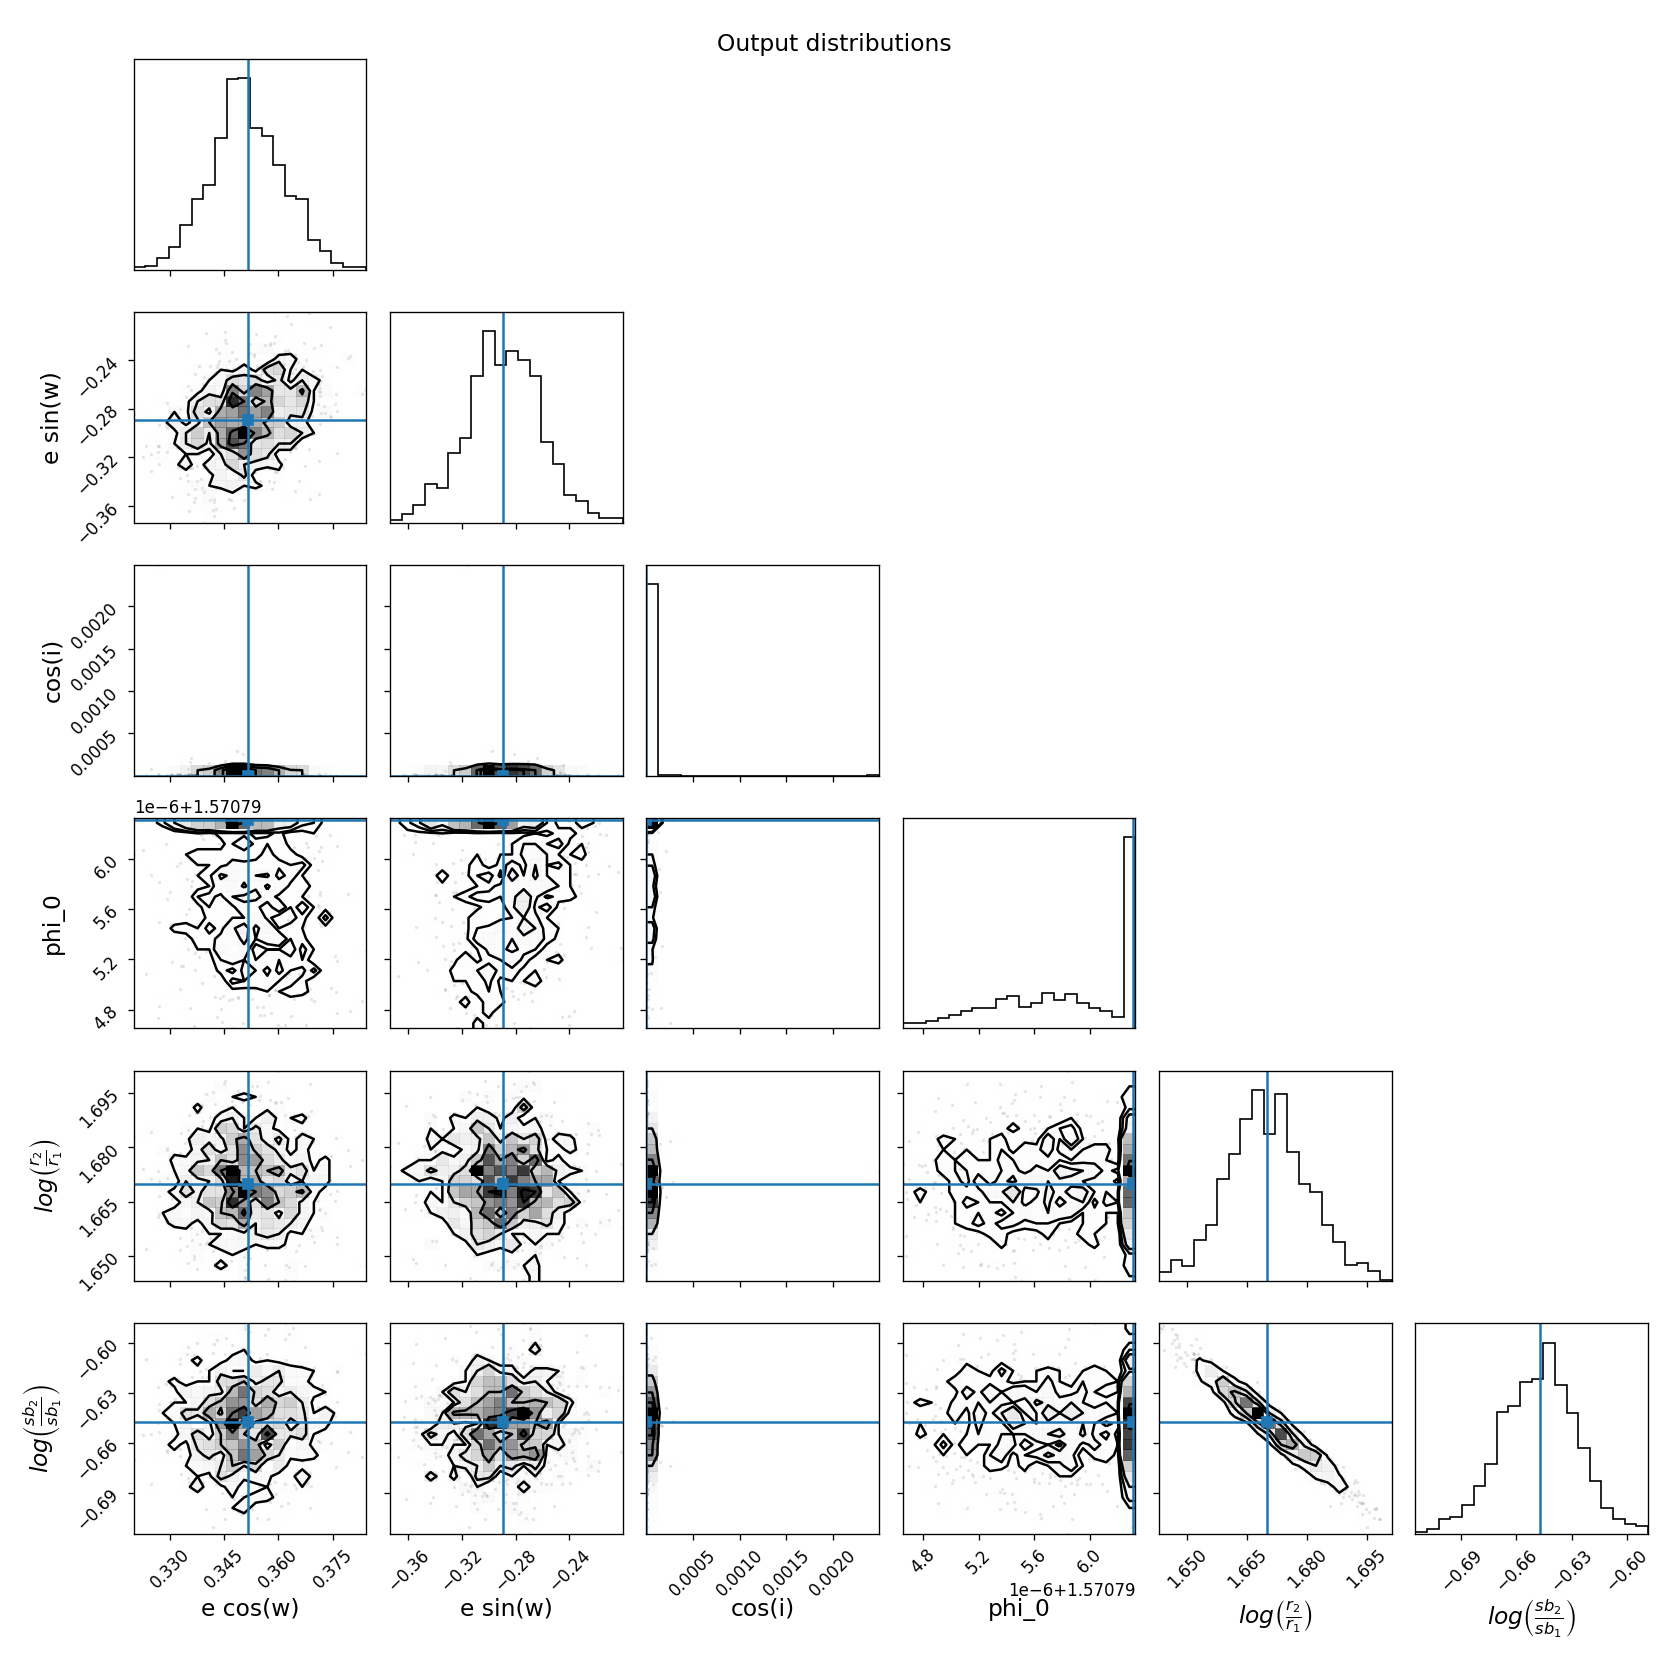 Output distributions
e sin(w)
−0.24
−0.28
−0.32
−0.36
cos(i)
0.0020
0.0015
0.0010
0.0005
1e−6+1.57079
phi_0
6.0
5.6
5.2
4.8
log(r₂/r₁)
1.695
1.680
1.665
1.650
log(sb₂/sb₁)
−0.60
−0.63
−0.66
−0.69
0.330 0.345 0.360 0.375
e cos(w)
−0.36 −0.32 −0.28 −0.24
e sin(w)
0.0005 0.0010 0.0015 0.0020
cos(i)
4.8 5.2 5.6 6.0
1e−6+1.57079
phi_0
1.650 1.665 1.680 1.695
log(r₂/r₁)
−0.69 −0.66 −0.63 −0.60
log(sb₂/sb₁)